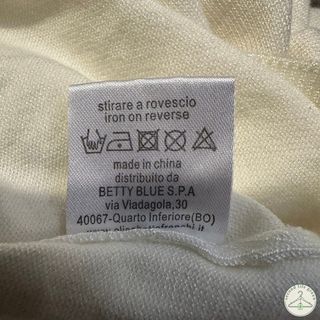 stirare a rovescio
iron on reverse
made in china
distribuito da
BETTY BLUE S.P.A
via Viadagola,30
40067-Quarto Inferiore(BO)